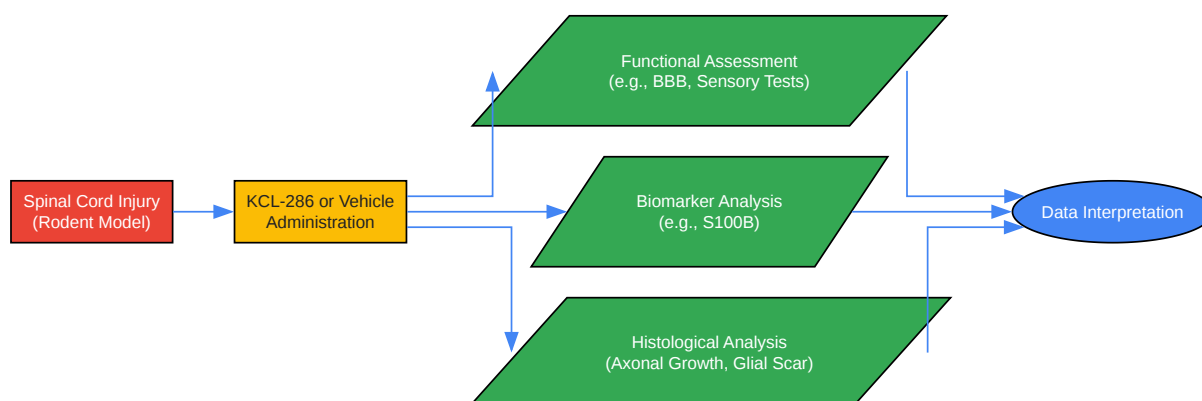 Spinal Cord Injury
(Rodent Model)
KCL-286 or Vehicle
Administration
Functional Assessment
(e.g., BBB, Sensory Tests)
Biomarker Analysis
(e.g., S100B)
Histological Analysis
(Axonal Growth, Glial Scar)
Data Interpretation